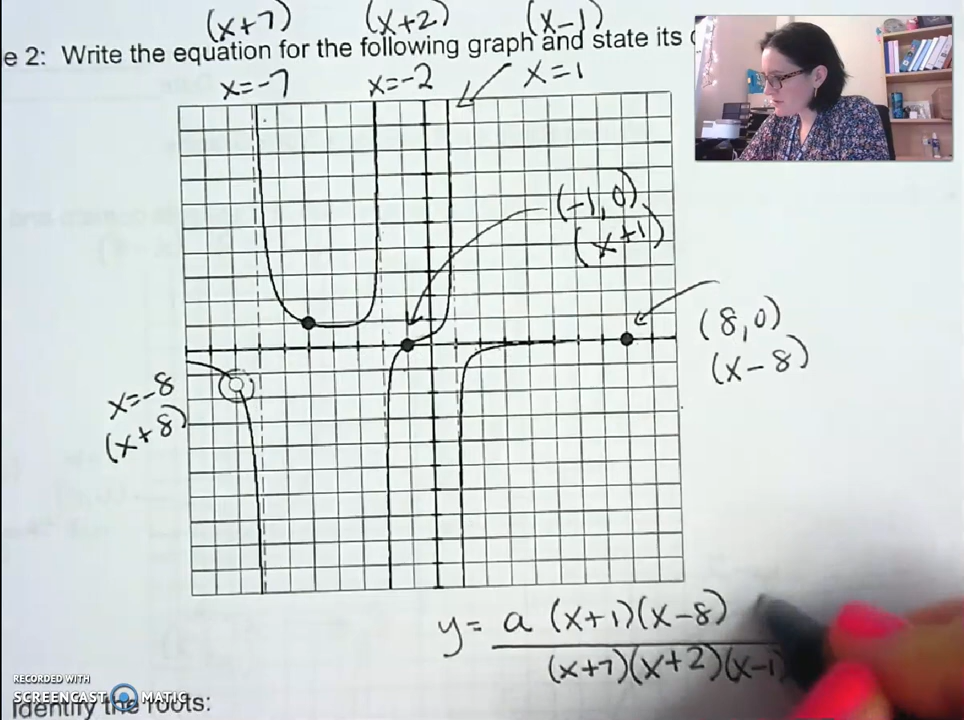 (x+7) (x+2) (x-1)
e 2: Write the equation for the following graph and state its
x=-7 x=-2 x=1
(-1,0)
(x+1)
(8,0)
(x-8)
x=-8
(x+8)
y= a (x+1)(x-8)
(x+7)(x+2)(x-1)
RECORDED WITH
SCREENCAST MATIC
Identify the roots: